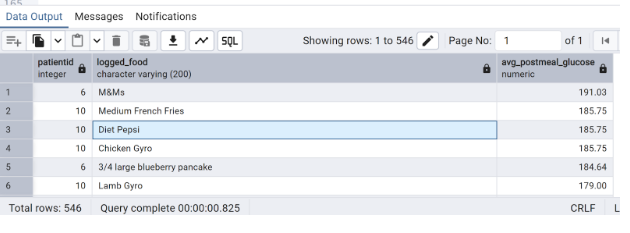 165
Data Output Messages Notifications
SQL Showing rows: 1 to 546 Page No: 1 of 1
patientid logged_food avg_postmeal_glucose
integer character varying (200) numeric
1 6 M&Ms 191.03
2 10 Medium French Fries 185.75
3 10 Diet Pepsi 185.75
4 10 Chicken Gyro 185.75
5 6 3/4 large blueberry pancake 184.64
6 10 Lamb Gyro 179.00
Total rows: 546 Query complete 00:00:00.825 CRLF L